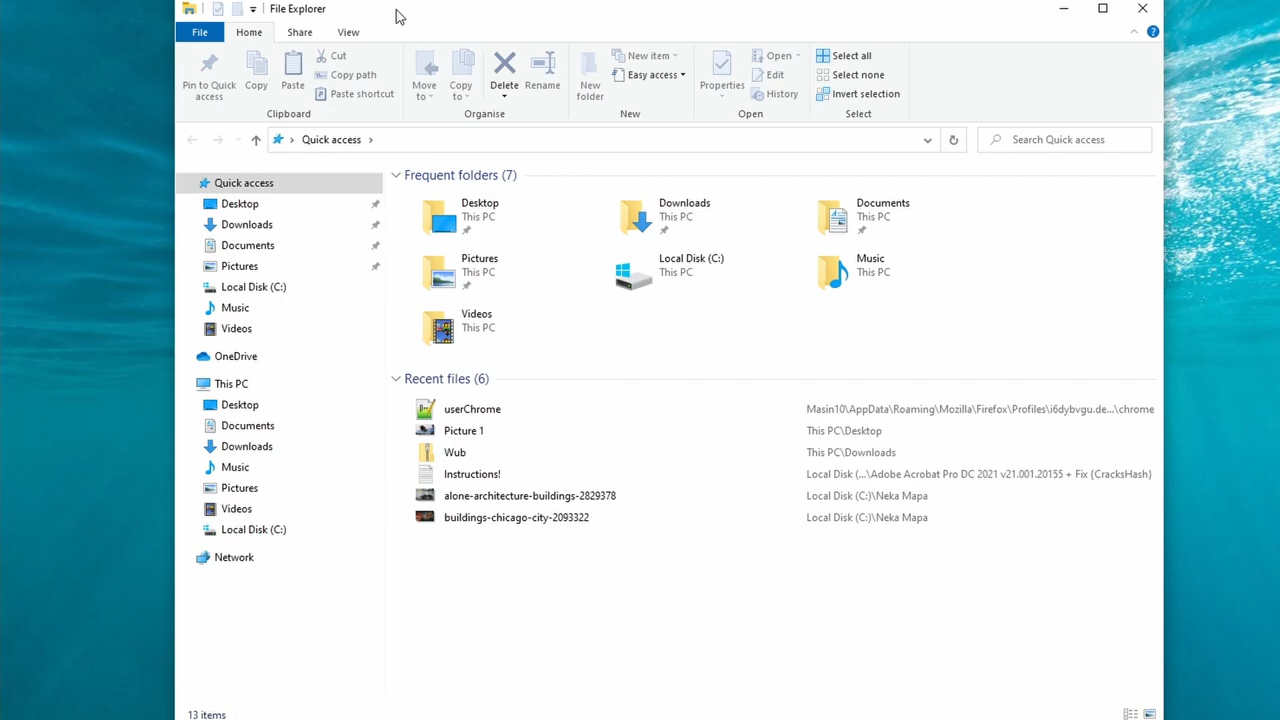 File Explorer
File Home Share View
Pin to Quick access
Copy
Paste
Cut
Copy path
Paste shortcut
Clipboard
Move to
Copy to
Delete
Rename
Organise
New folder
New item
Easy access
New
Properties
Open
Edit
History
Open
Select all
Select none
Invert selection
Select
Quick access
Search Quick access
Quick access
Desktop
Downloads
Documents
Pictures
Local Disk (C:)
Music
Videos
OneDrive
This PC
Desktop
Documents
Downloads
Music
Pictures
Videos
Local Disk (C:)
Network
Frequent folders (7)
Desktop
This PC
Downloads
This PC
Documents
This PC
Pictures
This PC
Local Disk (C:)
This PC
Music
This PC
Videos
This PC
Recent files (6)
userChrome Masin10\AppData\Roaming\Mozilla\Firefox\Profiles\i6dybvgu.de...\chrome
Picture 1 This PC\Desktop
Wub This PC\Downloads
Instructions! Local Disk (...\Adobe Acrobat Pro DC 2021 v21.001.20155 + Fix {CracksHash}
alone-architecture-buildings-2829378 Local Disk (C:)\Neka Mapa
buildings-chicago-city-2093322 Local Disk (C:)\Neka Mapa
13 items